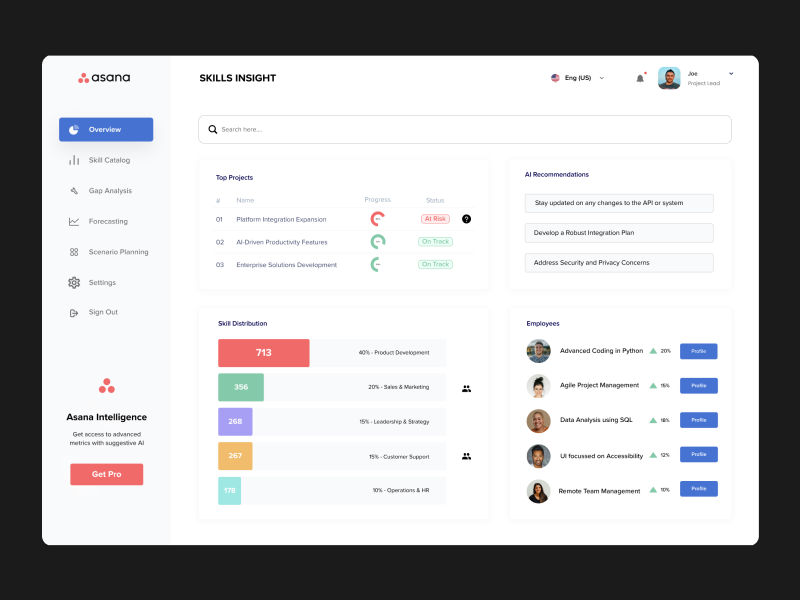 asana
SKILLS INSIGHT
Eng (US)
Joe
Project Lead
Overview
Skill Catalog
Gap Analysis
Forecasting
Scenario Planning
Settings
Sign Out
Asana Intelligence
Get access to advanced
metrics with suggestive AI
Get Pro
Search here....
Top Projects
# Name Progress Status
01 Platform Integration Expansion At Risk ?
02 AI-Driven Productivity Features On Track
03 Enterprise Solutions Development On Track
AI Recommendations
Stay updated on any changes to the API or system
Develop a Robust Integration Plan
Address Security and Privacy Concerns
Skill Distribution
713 40% - Product Development
356 20% - Sales & Marketing
268 15% - Leadership & Strategy
267 15% - Customer Support
178 10% - Operations & HR
Employees
Advanced Coding in Python 20% Profile
Agile Project Management 15% Profile
Data Analysis using SQL 18% Profile
UI focussed on Accessibility 12% Profile
Remote Team Management 10% Profile